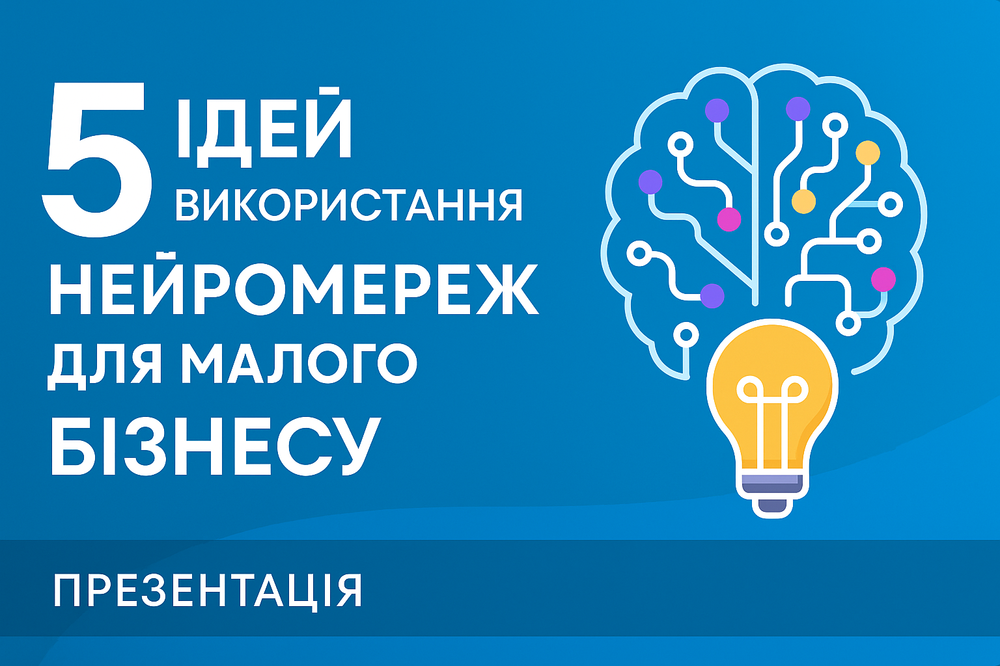 5 ІДЕЙ
ВИКОРИСТАННЯ
НЕЙРОМЕРЕЖ
ДЛЯ МАЛОГО
БІЗНЕСУ
ПРЕЗЕНТАЦІЯ